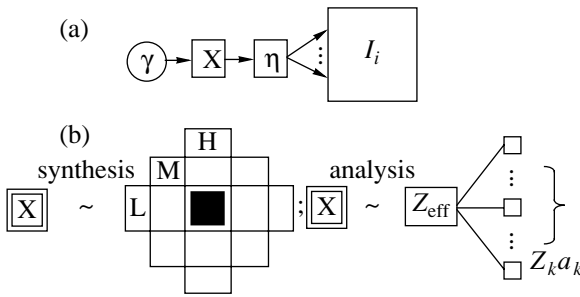 (a)
γ X η ⋮ I_i
(b)
H
synthesis M analysis
X ~ L ; X ~ Z_eff
⋮
⋮
Z_k a_k